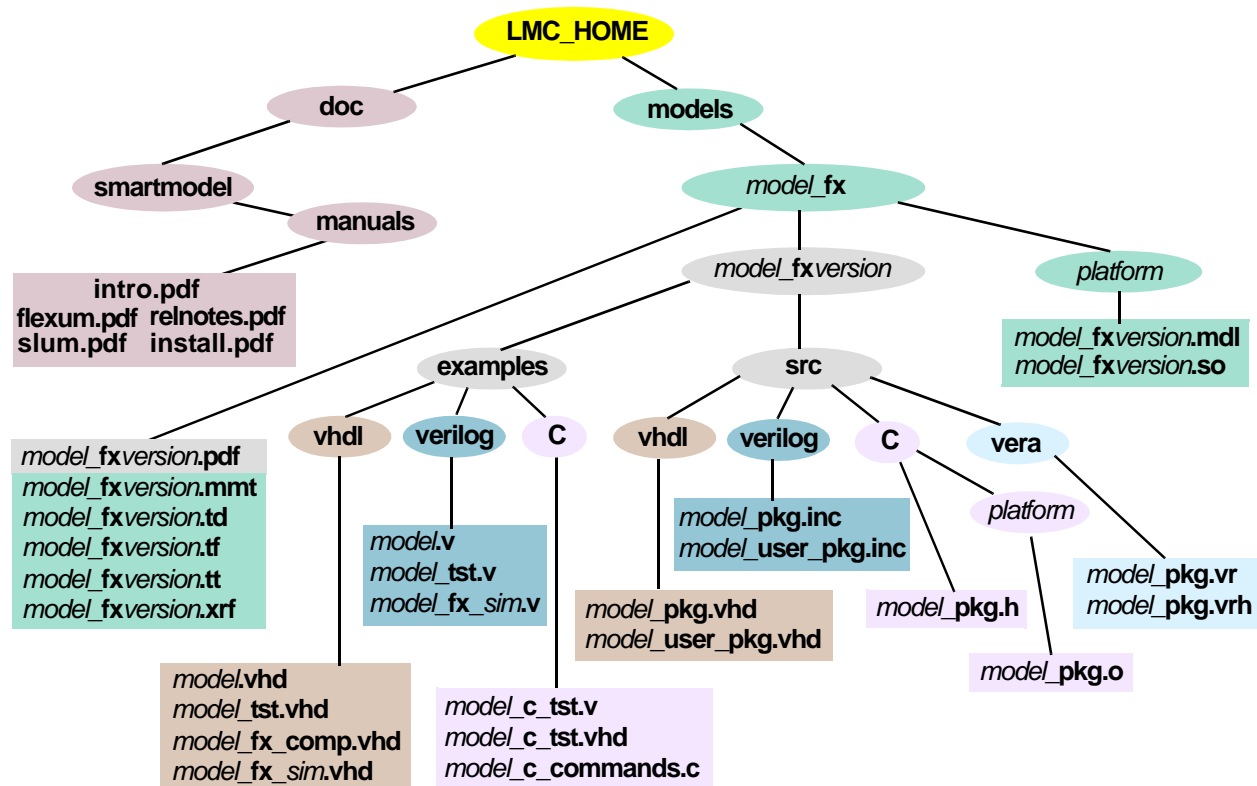 LMC_HOME
doc
models
smartmodel
model_fx
manuals
intro.pdf
flexum.pdf relnotes.pdf
slum.pdf install.pdf
model_fxversion
platform
model_fxversion.mdl
model_fxversion.so
examples
src
vhdl
verilog
C
vhdl
verilog
C
vera
model_fxversion.pdf
model_fxversion.mmt
model_fxversion.td
model_fxversion.tf
model_fxversion.tt
model_fxversion.xrf
model.v
model_tst.v
model_fx_sim.v
model_pkg.inc
model_user_pkg.inc
platform
model_pkg.vr
model_pkg.vrh
model_pkg.vhd
model_user_pkg.vhd
model_pkg.h
model_pkg.o
model.vhd
model_tst.vhd
model_fx_comp.vhd
model_fx_sim.vhd
model_c_tst.v
model_c_tst.vhd
model_c_commands.c